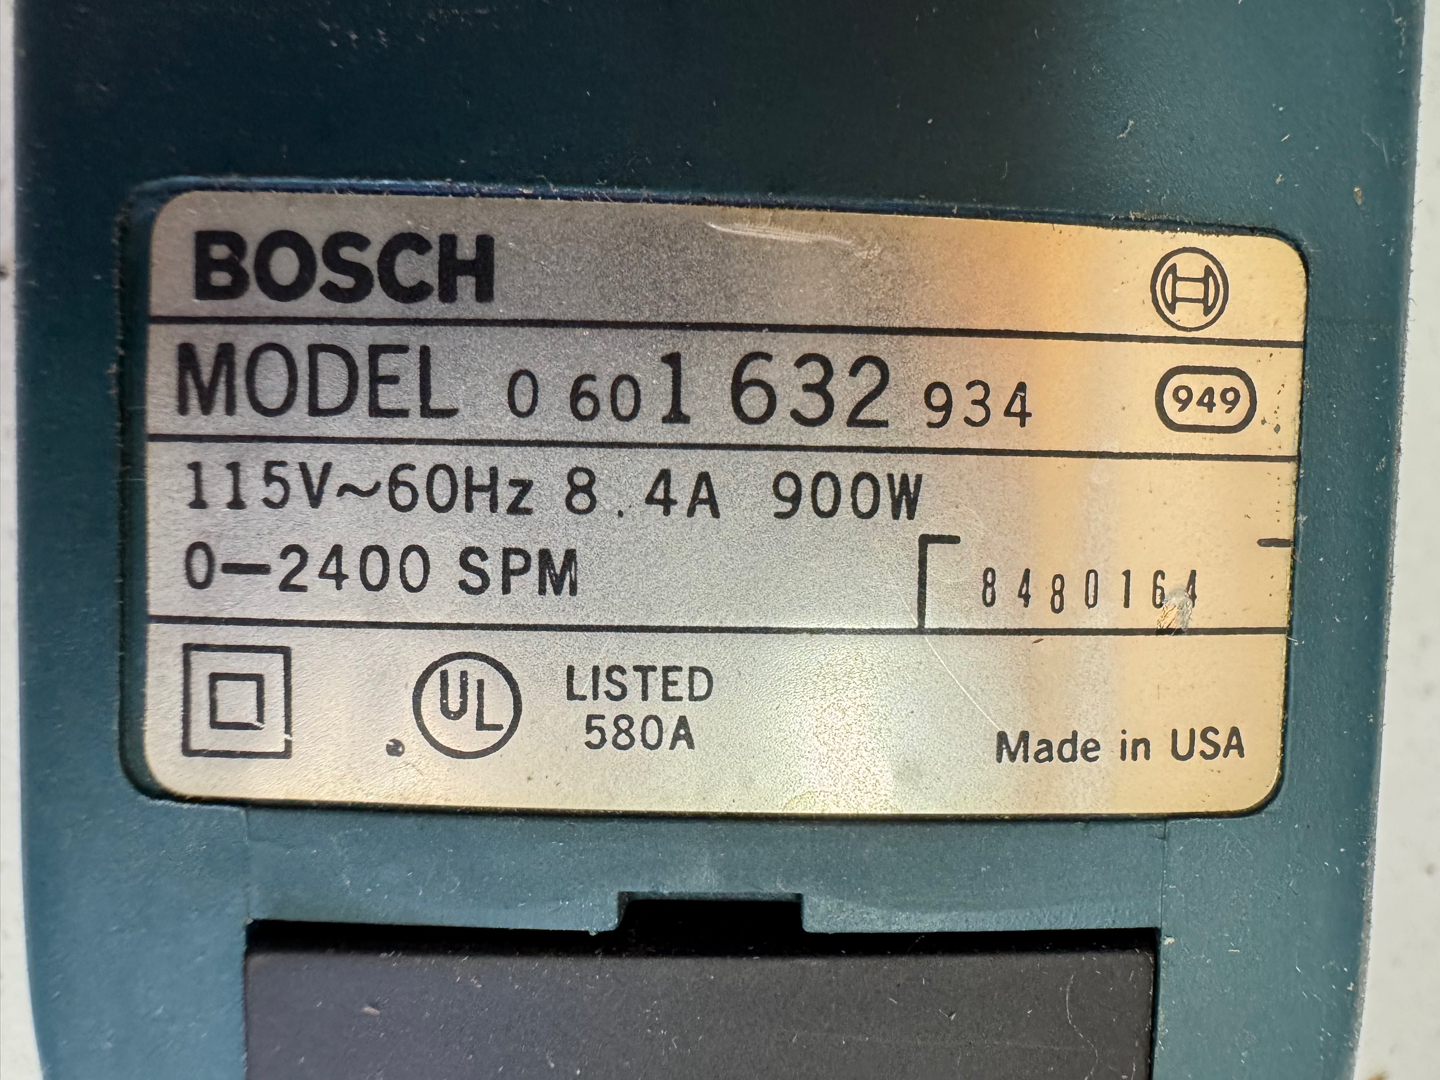 BOSCH
MODEL 0 601 632 934 949
115V~60Hz 8.4A 900W
0-2400 SPM
8480164
UL LISTED
580A
Made in USA